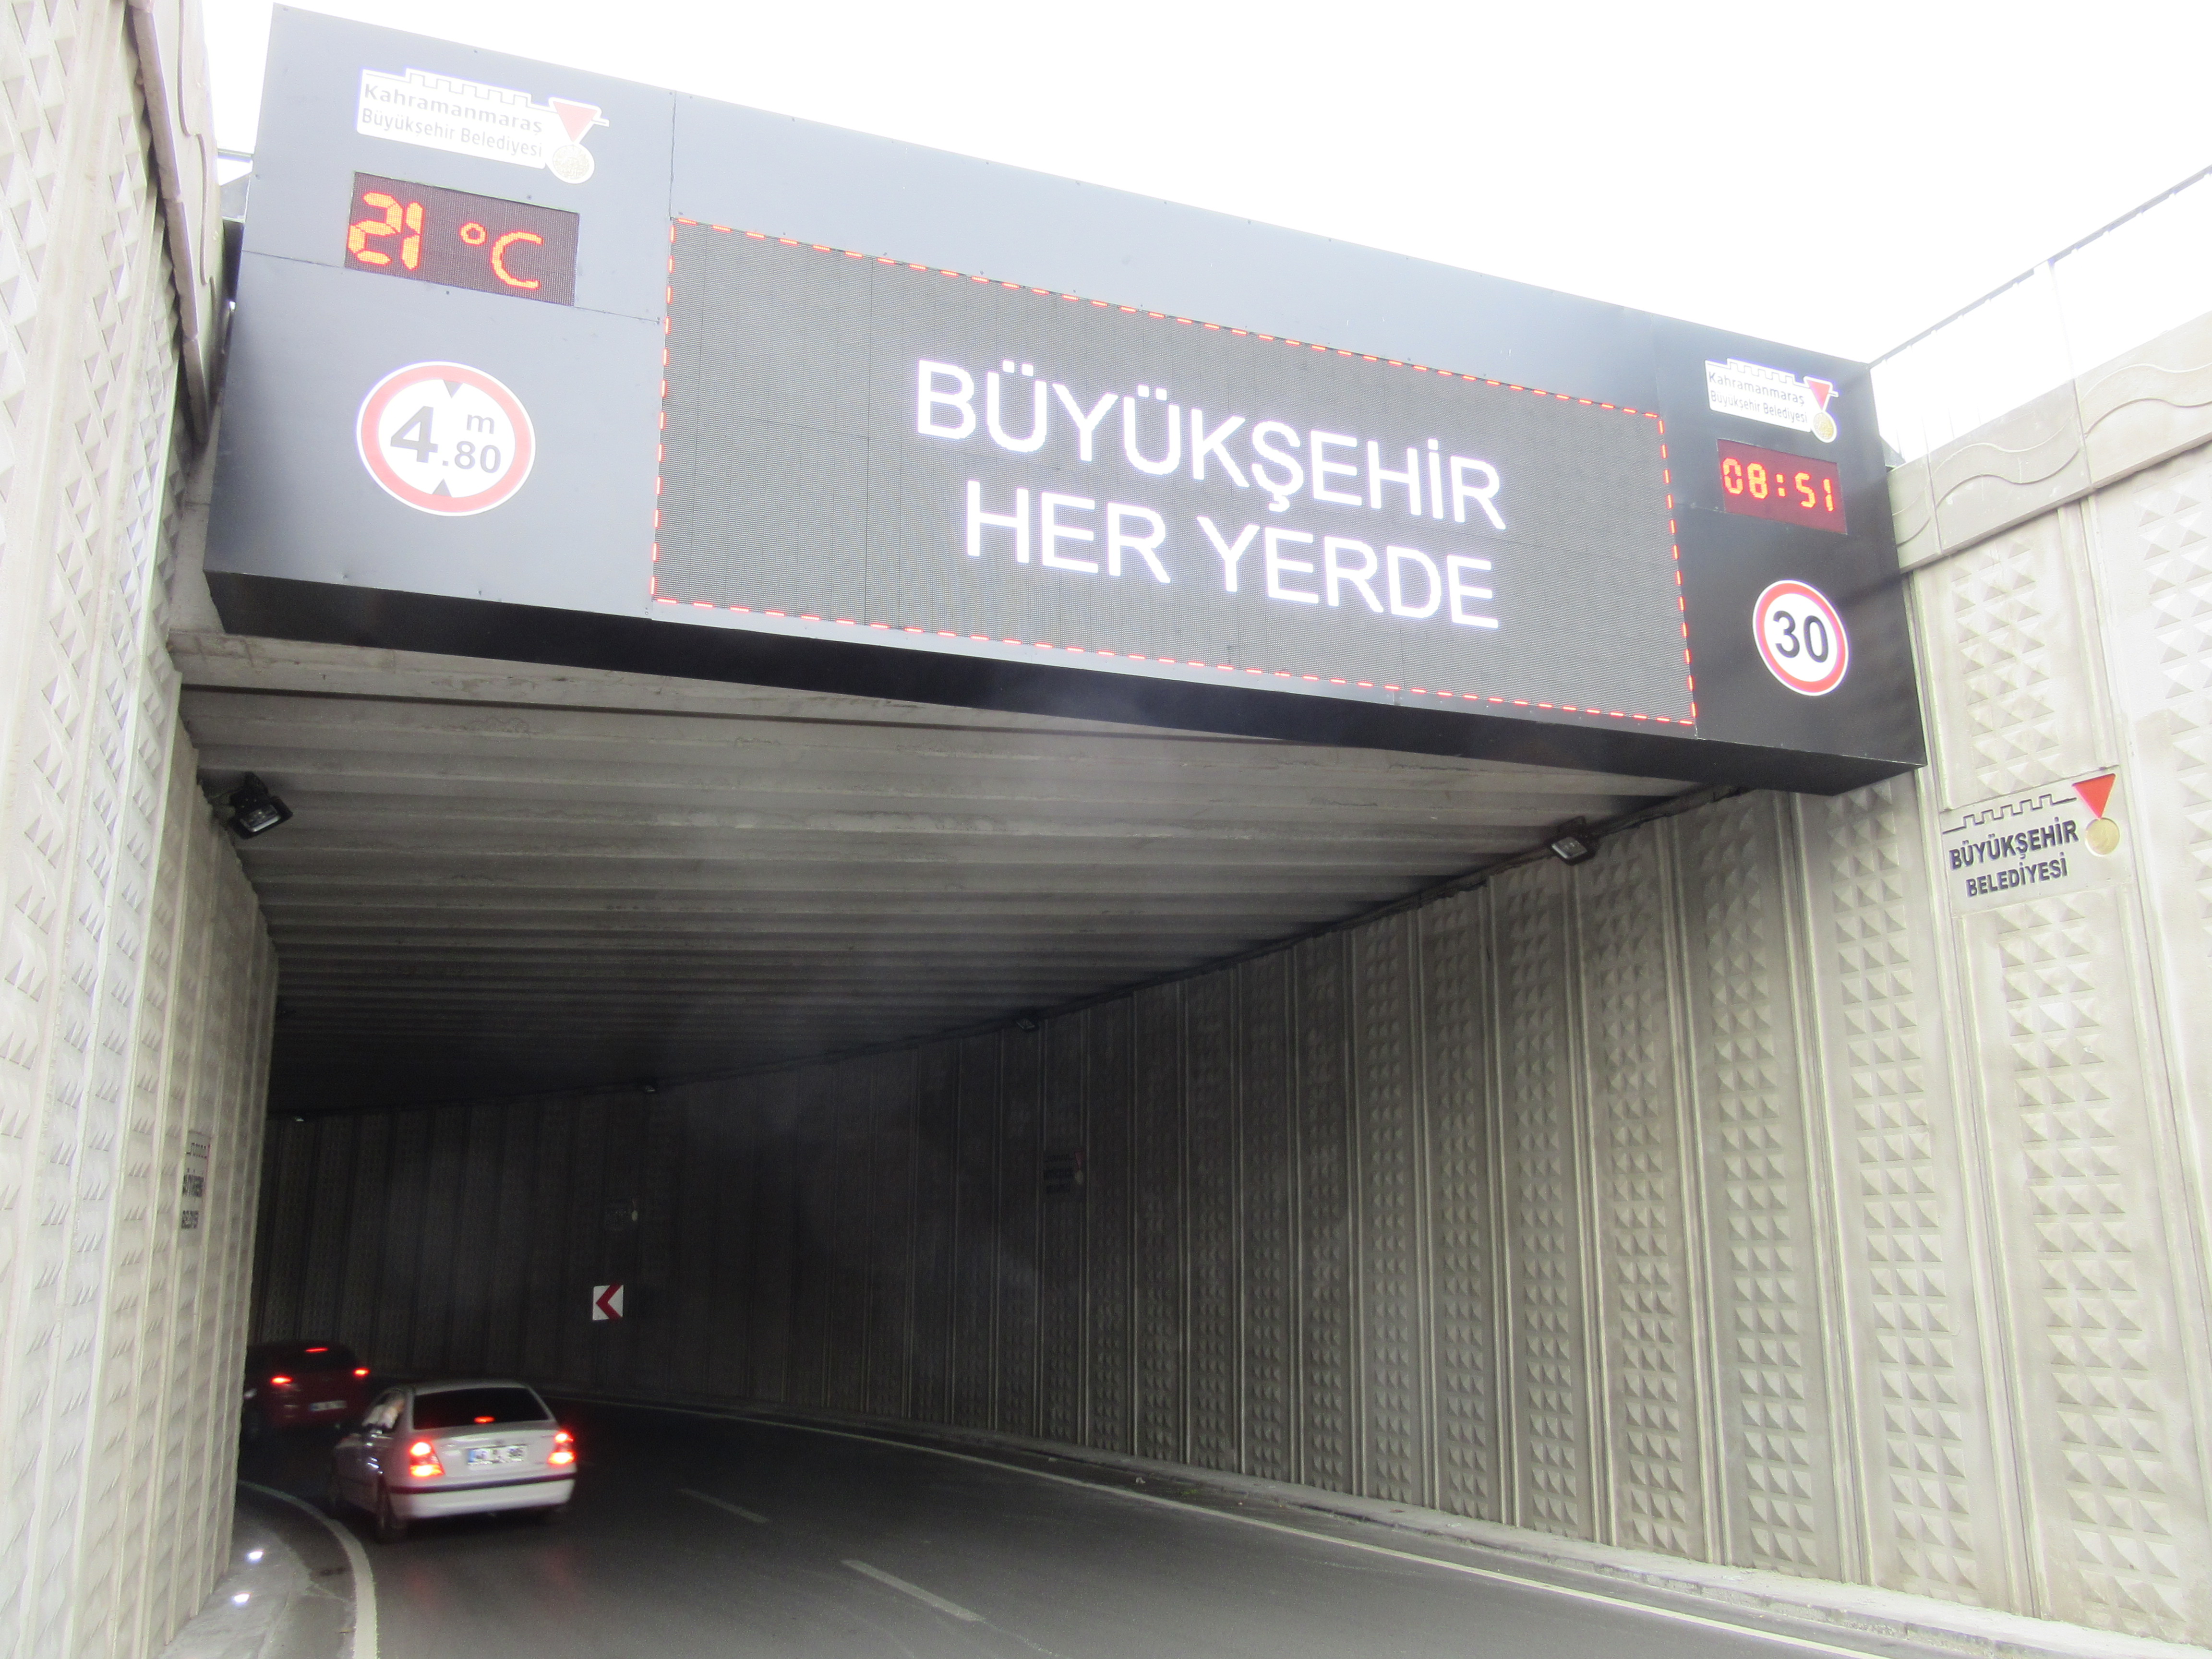 Kahramanmaraş
Büyükşehir Belediyesi
21 °C
4.80 m
BÜYÜKŞEHİR
HER YERDE
Kahramanmaraş
Büyükşehir Belediyesi
08:51
30
BÜYÜKŞEHİR
BELEDİYESİ